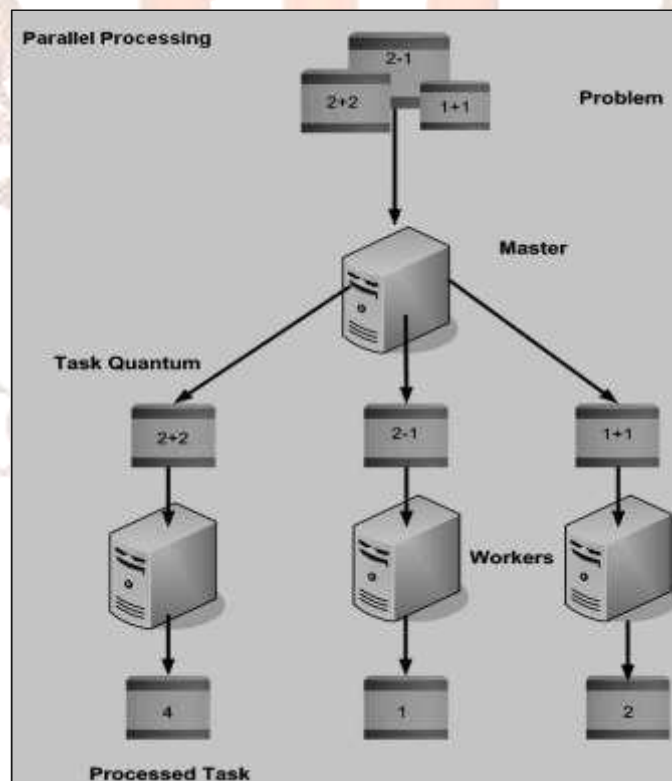 Parallel Processing
2-1
2+2
1+1
Problem
Master
Task Quantum
2+2
2-1
1+1
Workers
4
1
2
Processed Task